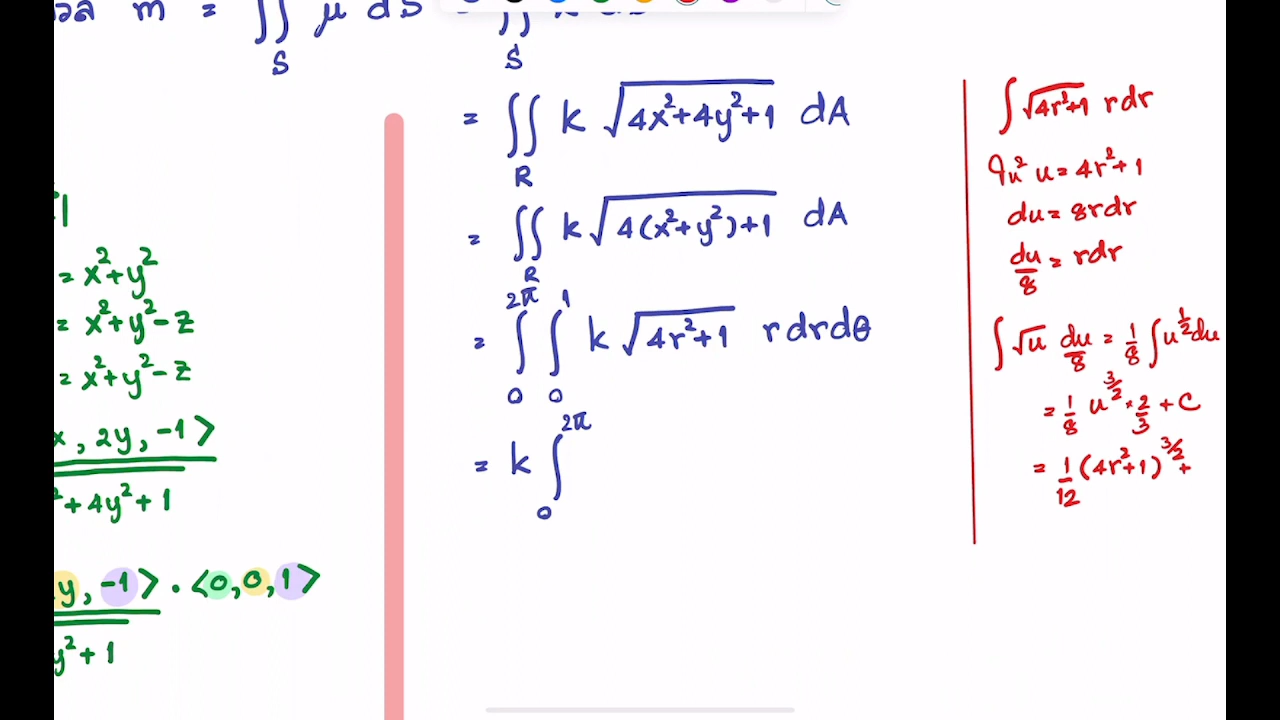 m = ∬ μ dS =
S S
= ∬ k √4x²+4y²+1 dA
R
= ∬ k √4(x²+y²)+1 dA
R
2π 1
= ∫ ∫ k √4r²+1 r dr dθ
0 0
2π
= k ∫
0
= x²+y²
= x²+y²-z
= x²+y²-z
x, 2y, -1>
²+4y²+1
y, -1> · <0,0,1>
y²+1
∫ √4r²+1 r dr
u = 4r²+1
du = 8rdr
du/8 = rdr
∫ √u du/8 = 1/8 ∫ u^½ du
= 1/8 u^3/2 · 2/3 + C
= 1/12 (4r²+1)^3/2 +